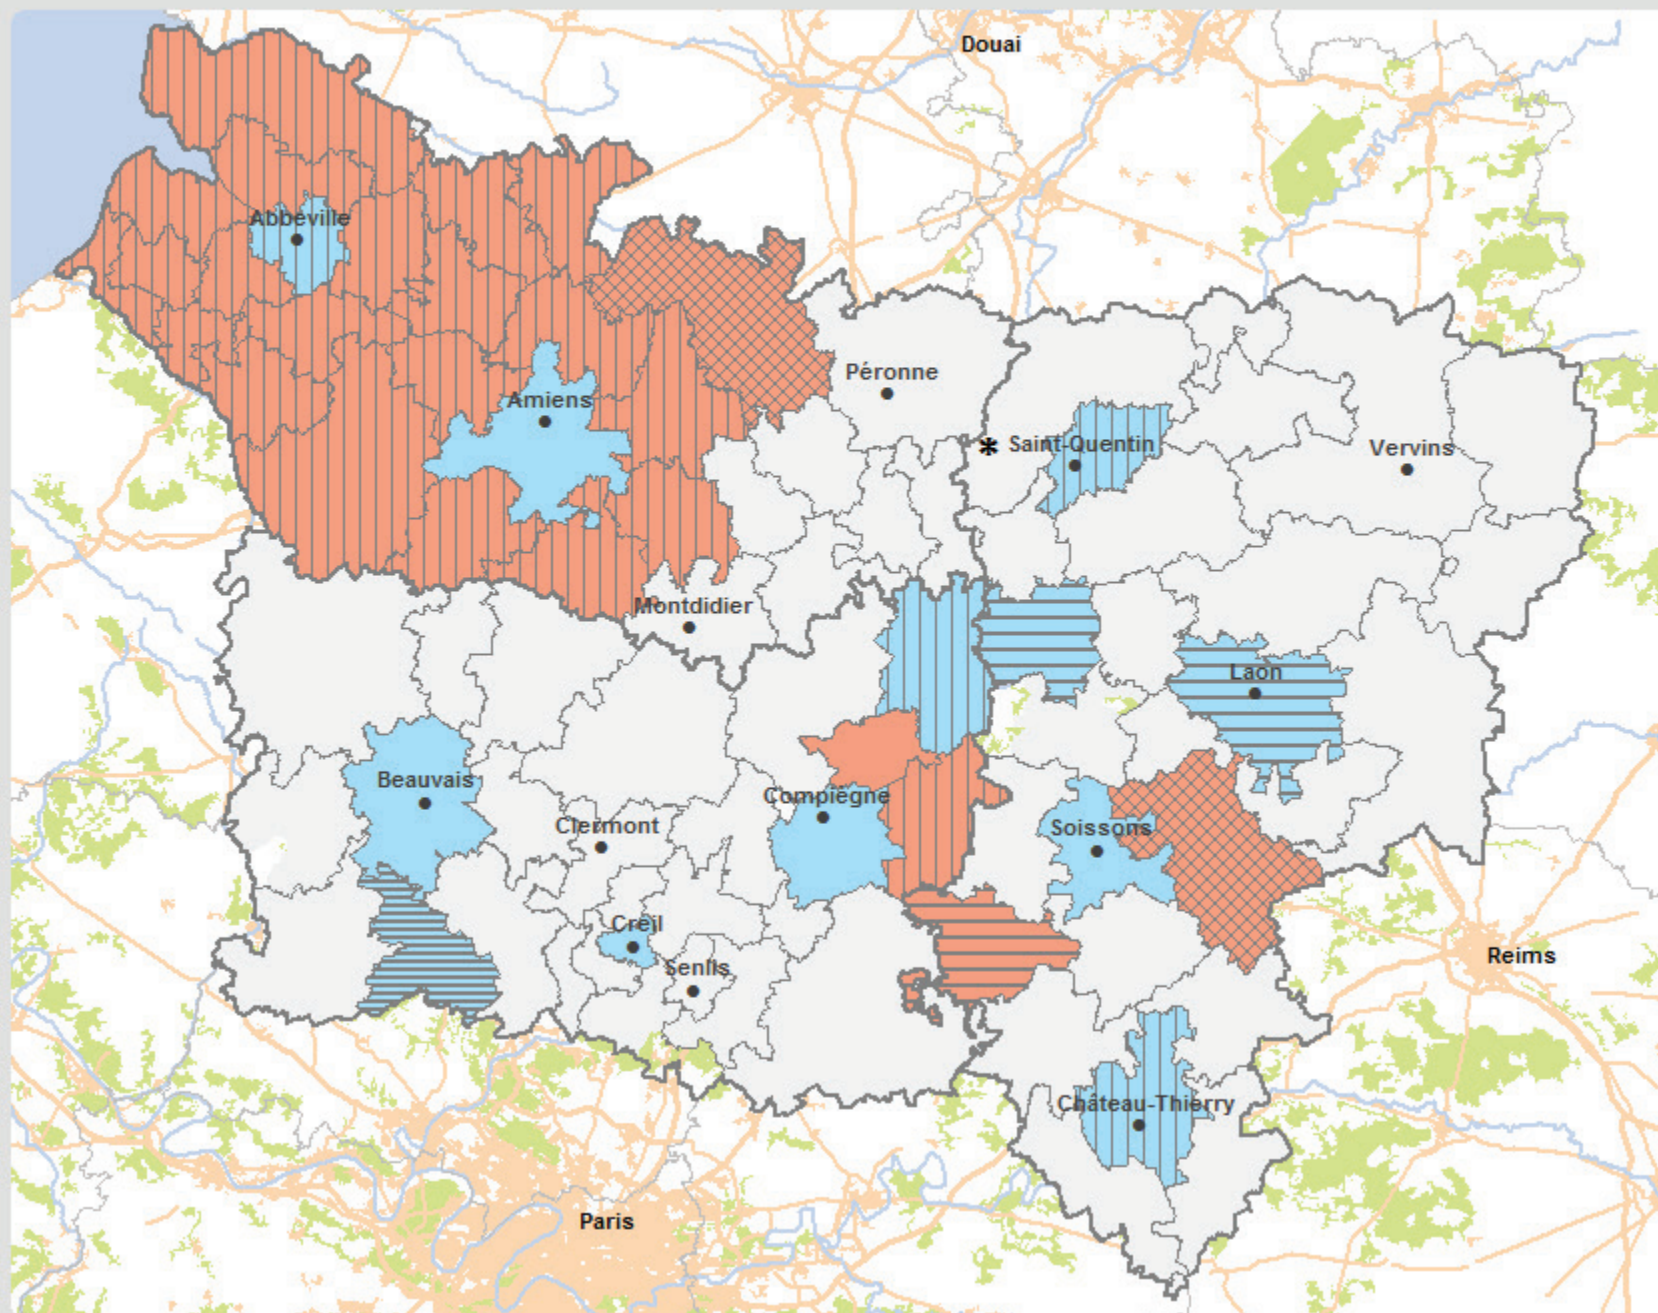 Douai
Abbeville
Péronne
Amiens
* Saint-Quentin
Vervins
Montdidier
Laon
Beauvais
Compiègne
Clermont
Soissons
Creil
Senlis
Reims
Château-Thierry
Paris